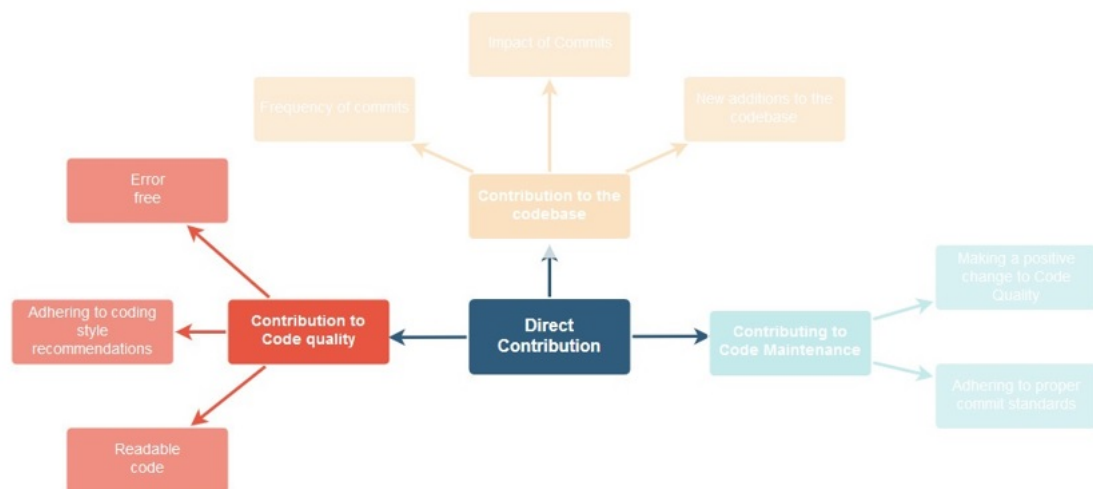 Impact of Commits
Frequency of commits
New additions to the
codebase
Contribution to the
codebase
Error
free
Adhering to coding
style
recommendations
Readable
code
Contribution to
Code quality
Direct
Contribution
Contributing to
Code Maintenance
Making a positive
change to Code
Quality
Adhering to proper
commit standards